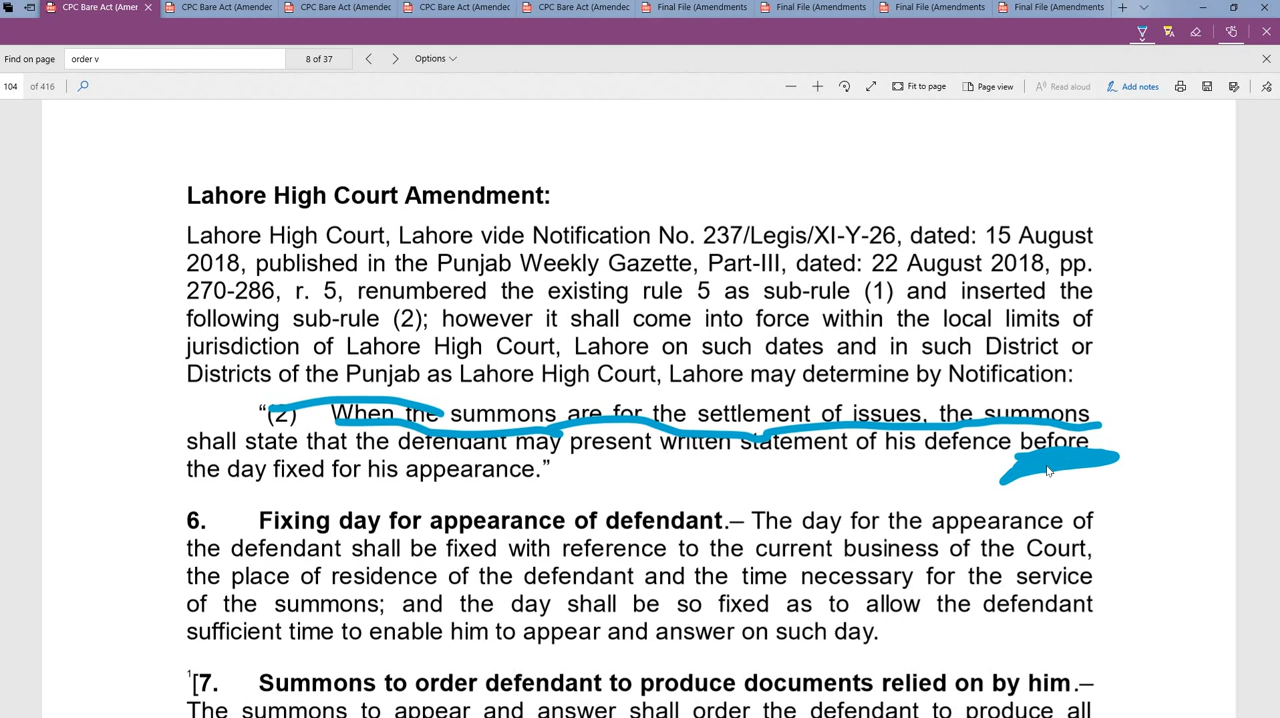 CPC Bare Act (Amer
CPC Bare Act (Amendmen
CPC Bare Act (Amendmen
CPC Bare Act (Amendmen
CPC Bare Act (Amendmen
Final File (Amendments
Final File (Amendments
Final File (Amendments
Final File (Amendments
Find on page
order v
8 of 37
Options
104 of 416
Fit to page
Page view
Read aloud
Add notes
Lahore High Court Amendment:
Lahore High Court, Lahore vide Notification No. 237/Legis/XI-Y-26, dated: 15 August
2018, published in the Punjab Weekly Gazette, Part-III, dated: 22 August 2018, pp.
270-286, r. 5, renumbered the existing rule 5 as sub-rule (1) and inserted the
following sub-rule (2); however it shall come into force within the local limits of
jurisdiction of Lahore High Court, Lahore on such dates and in such District or
Districts of the Punjab as Lahore High Court, Lahore may determine by Notification:
“(2) When the summons are for the settlement of issues, the summons
shall state that the defendant may present written statement of his defence before
the day fixed for his appearance.”
6. Fixing day for appearance of defendant.– The day for the appearance of
the defendant shall be fixed with reference to the current business of the Court,
the place of residence of the defendant and the time necessary for the service
of the summons; and the day shall be so fixed as to allow the defendant
sufficient time to enable him to appear and answer on such day.
1[7. Summons to order defendant to produce documents relied on by him.–
The summons to appear and answer shall order the defendant to produce all